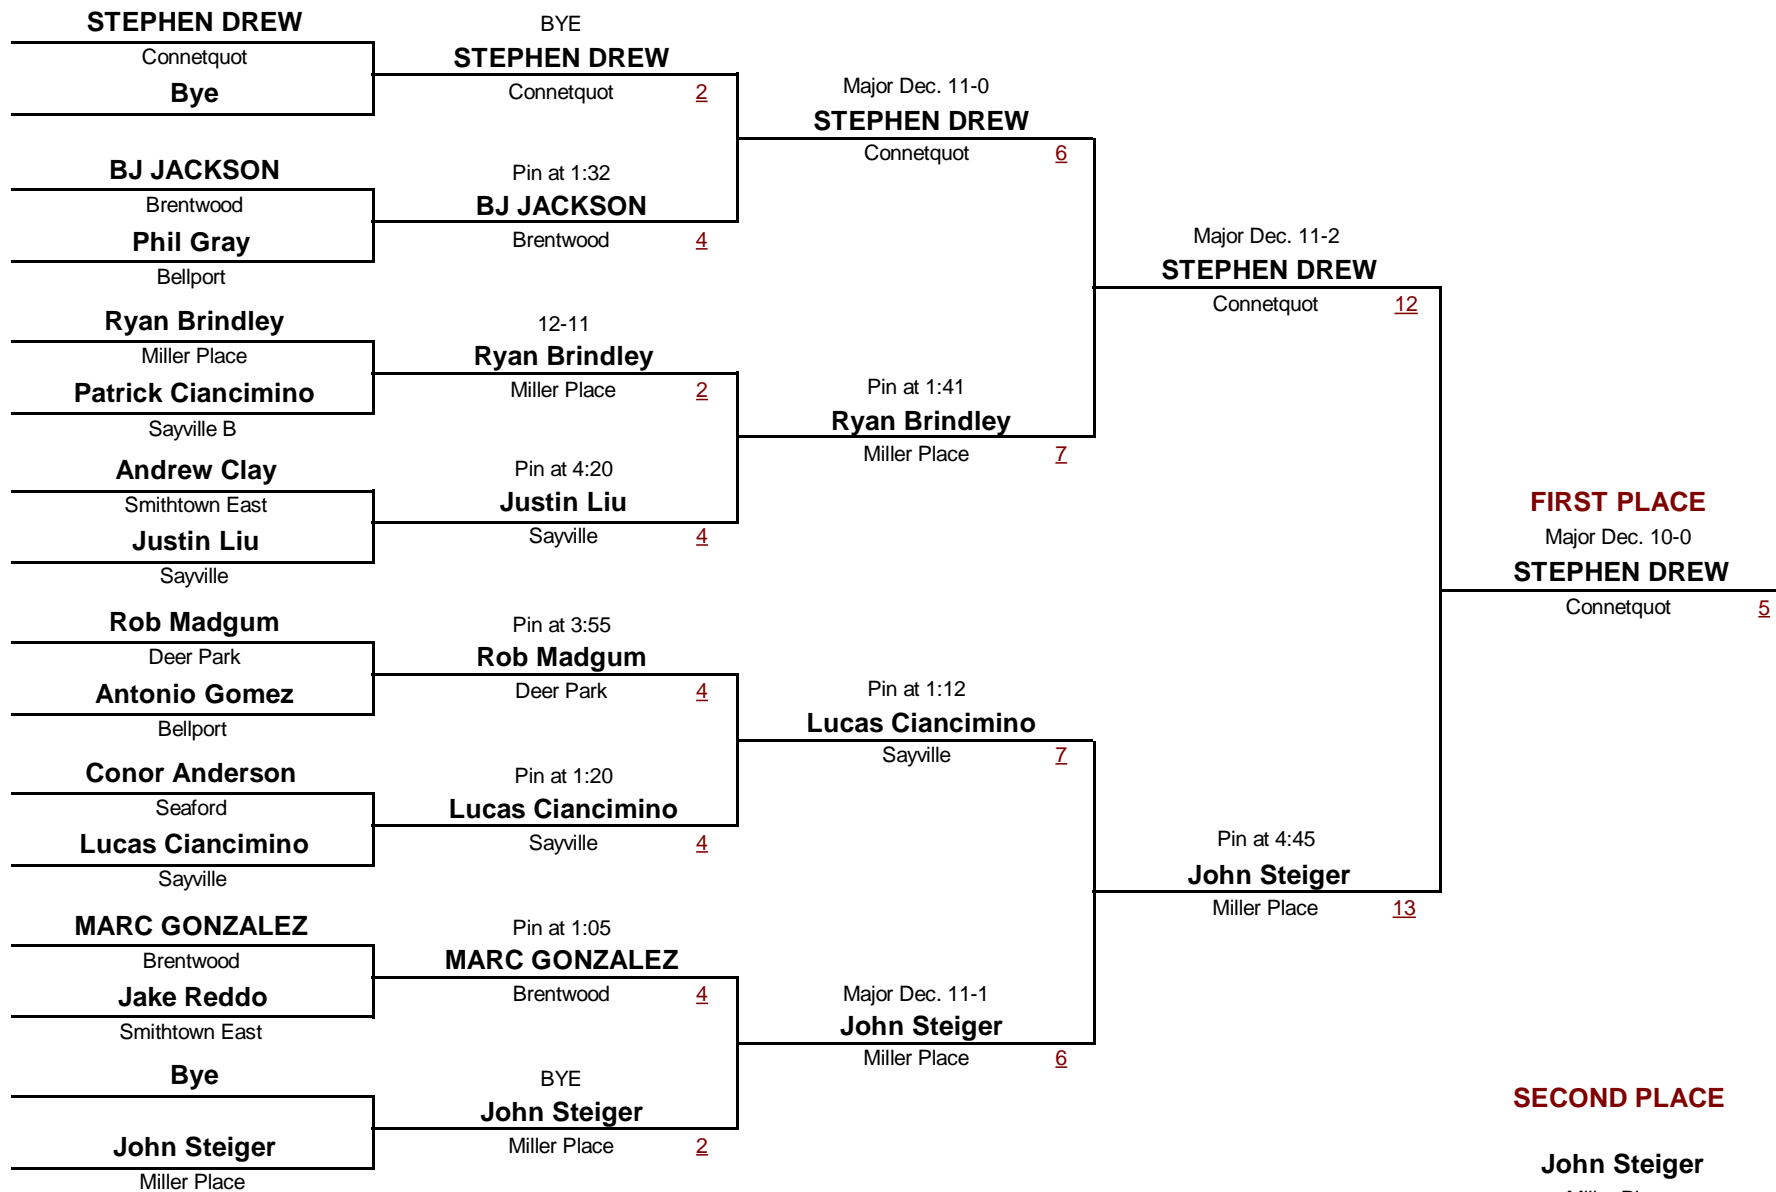 STEPHEN DREW
Connetquot
Bye
BJ JACKSON
Brentwood
Phil Gray
Bellport
Ryan Brindley
Miller Place
Patrick Ciancimino
Sayville B
Andrew Clay
Smithtown East
Justin Liu
Sayville
Rob Madgum
Deer Park
Antonio Gomez
Bellport
Conor Anderson
Seaford
Lucas Ciancimino
Sayville
MARC GONZALEZ
Brentwood
Jake Reddo
Smithtown East
Bye
John Steiger
Miller Place
BYE
STEPHEN DREW
Connetquot 2
Pin at 1:32
BJ JACKSON
Brentwood 4
12-11
Ryan Brindley
Miller Place 2
Pin at 4:20
Justin Liu
Sayville 4
Pin at 3:55
Rob Madgum
Deer Park 4
Pin at 1:20
Lucas Ciancimino
Sayville 4
Pin at 1:05
MARC GONZALEZ
Brentwood 4
BYE
John Steiger
Miller Place 2
Major Dec. 11-0
STEPHEN DREW
Connetquot 6
Pin at 1:41
Ryan Brindley
Miller Place 7
Pin at 1:12
Lucas Ciancimino
Sayville 7
Major Dec. 11-1
John Steiger
Miller Place 6
Major Dec. 11-2
STEPHEN DREW
Connetquot 12
Pin at 4:45
John Steiger
Miller Place 13
FIRST PLACE
Major Dec. 10-0
STEPHEN DREW
Connetquot 5
SECOND PLACE
John Steiger